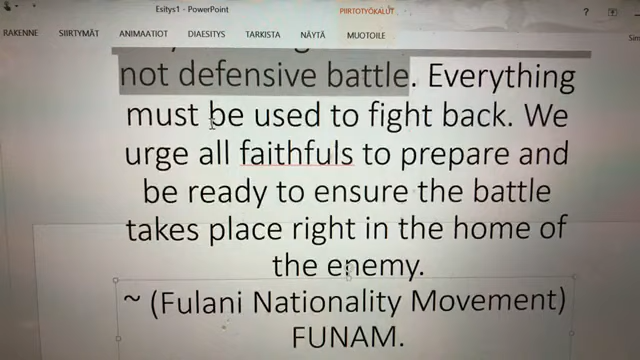 Esitys1 - PowerPoint
PIIRTOTYÖKALUT
?
RAKENNE SIIRTYMÄT ANIMAATIOT DIAESITYS TARKISTA NÄYTÄ MUOTOILE
not defensive battle. Everything
must be used to fight back. We
urge all faithfuls to prepare and
be ready to ensure the battle
takes place right in the home of
the enemy.
~ (Fulani Nationality Movement)
FUNAM.